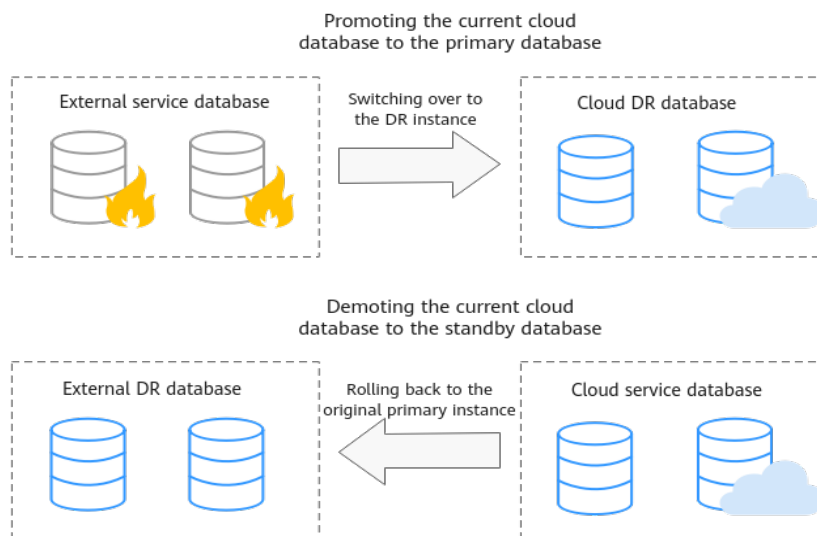 Promoting the current cloud
database to the primary database
External service database
Switching over to
the DR instance
Cloud DR database
Demoting the current cloud
database to the standby database
External DR database
Rolling back to the
original primary instance
Cloud service database